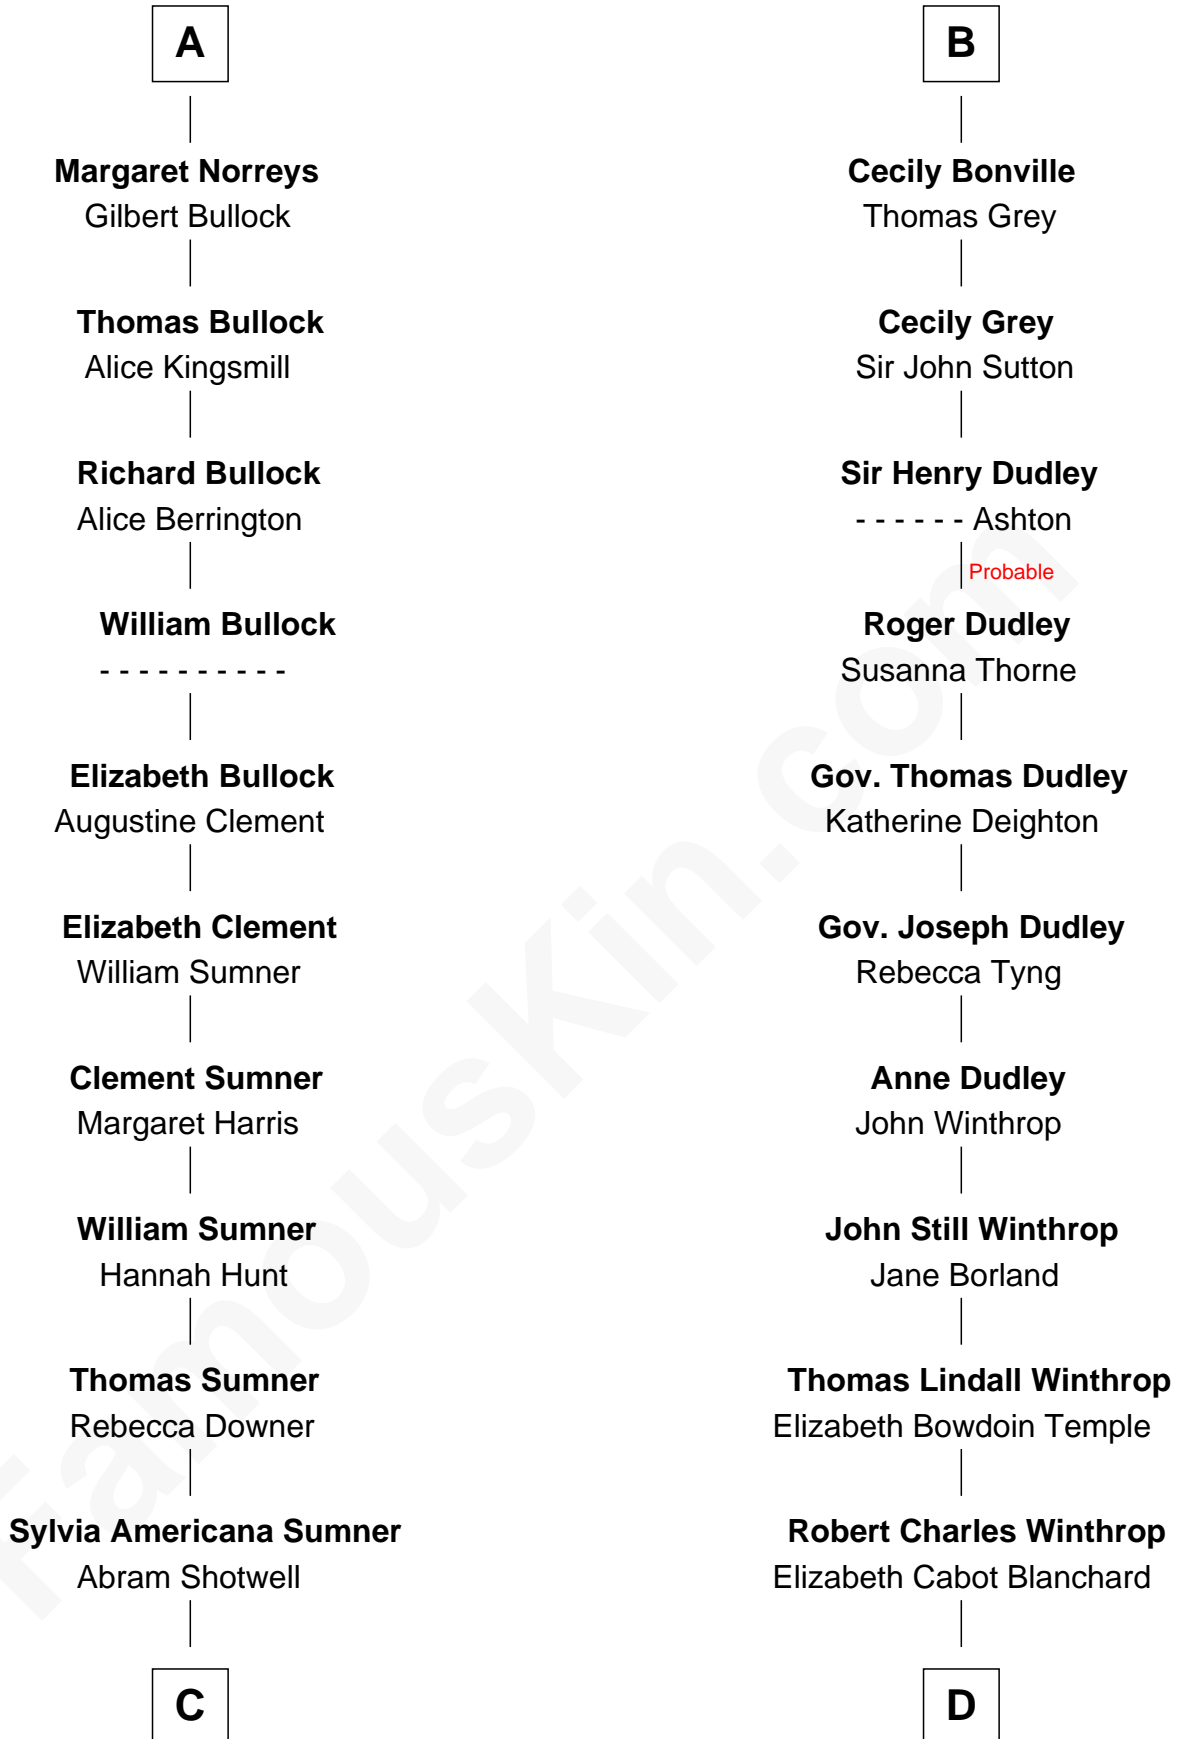 A
Margaret Norreys
Gilbert Bullock
Thomas Bullock
Alice Kingsmill
Richard Bullock
Alice Berrington
William Bullock
- - - - - - - - - -
Elizabeth Bullock
Augustine Clement
Elizabeth Clement
William Sumner
Clement Sumner
Margaret Harris
William Sumner
Hannah Hunt
Thomas Sumner
Rebecca Downer
Sylvia Americana Sumner
Abram Shotwell
C
B
Cecily Bonville
Thomas Grey
Cecily Grey
Sir John Sutton
Sir Henry Dudley
- - - - - - Ashton
Probable
Roger Dudley
Susanna Thorne
Gov. Thomas Dudley
Katherine Deighton
Gov. Joseph Dudley
Rebecca Tyng
Anne Dudley
John Winthrop
John Still Winthrop
Jane Borland
Thomas Lindall Winthrop
Elizabeth Bowdoin Temple
Robert Charles Winthrop
Elizabeth Cabot Blanchard
D
FamousKin.com